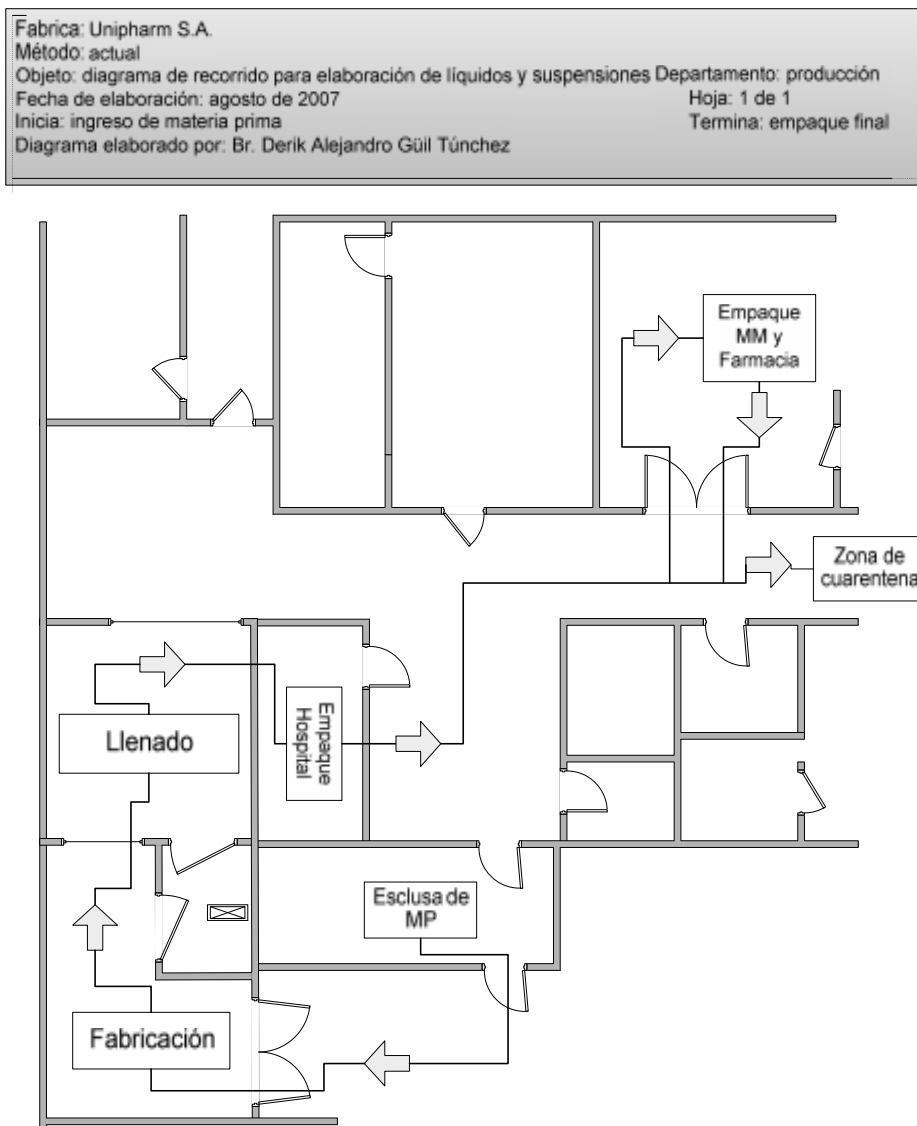 Fabrica: Unipharm S.A.
Método: actual
Objeto: diagrama de recorrido para elaboración de líquidos y suspensiones Departamento: producción
Fecha de elaboración: agosto de 2007 Hoja: 1 de 1
Inicia: ingreso de materia prima Termina: empaque final
Diagrama elaborado por: Br. Derik Alejandro Güil Túnchez
Empaque
MM y
Farmacia
Zona de
cuarentena
Llenado
Empaque
Hospital
Esclusa de
MP
Fabricación